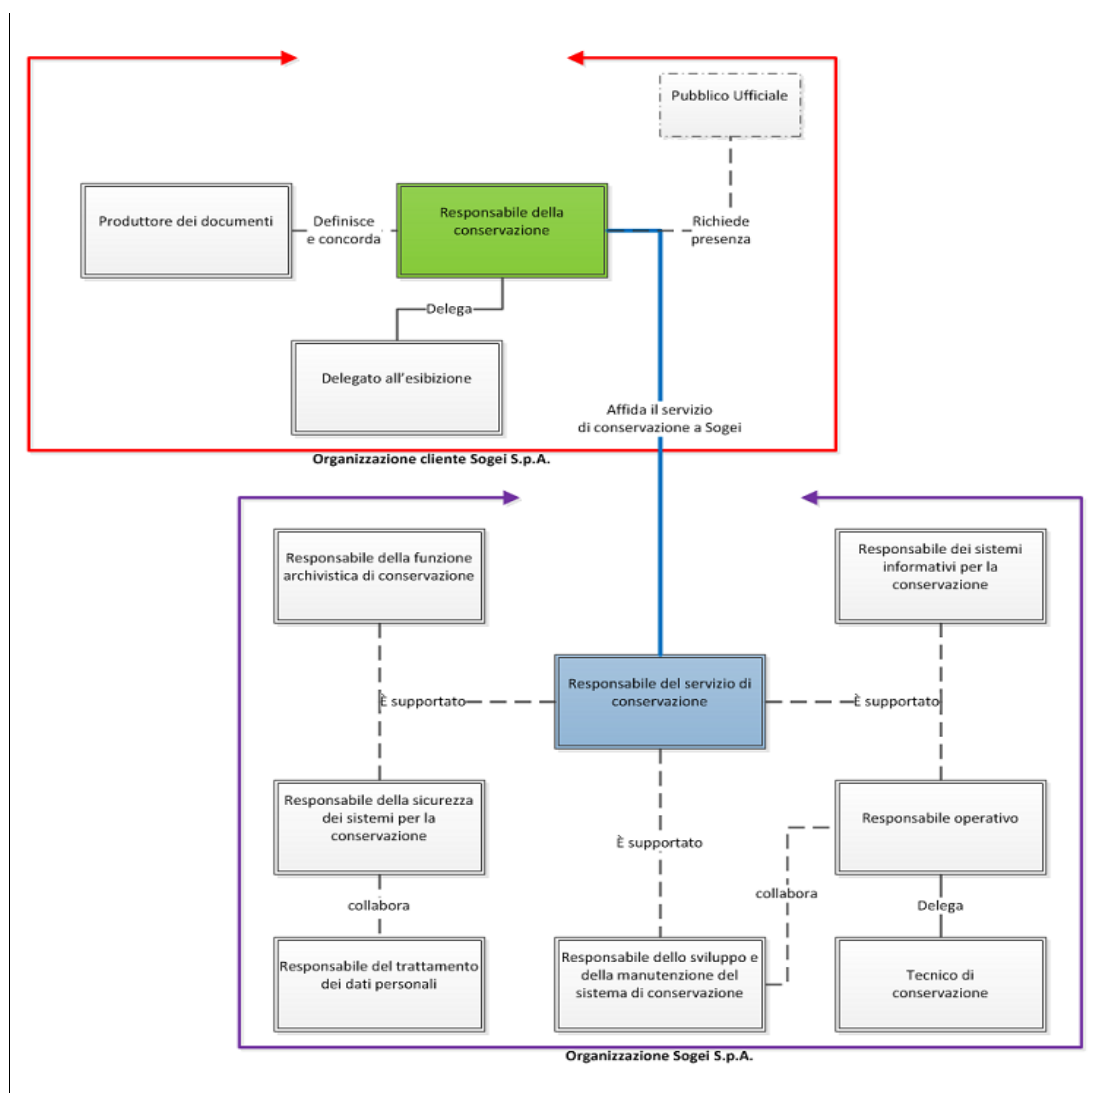 Pubblico Ufficiale
Produttore dei documenti
Definisce
e concorda
Responsabile della
conservazione
Richiede
presenza
Delega
Delegato all’esibizione
Affida il servizio
di conservazione a Sogei
Organizzazione cliente Sogei S.p.A.
Responsabile della funzione
archivistica di conservazione
Responsabile dei sistemi
informativi per la
conservazione
È supportato
Responsabile del servizio di
conservazione
È supportato
Responsabile della sicurezza
dei sistemi per la
conservazione
È supportato
Responsabile operativo
collabora
collabora
Delega
Responsabile del trattamento
dei dati personali
Responsabile dello sviluppo e
della manutenzione del
sistema di conservazione
Tecnico di
conservazione
Organizzazione Sogei S.p.A.